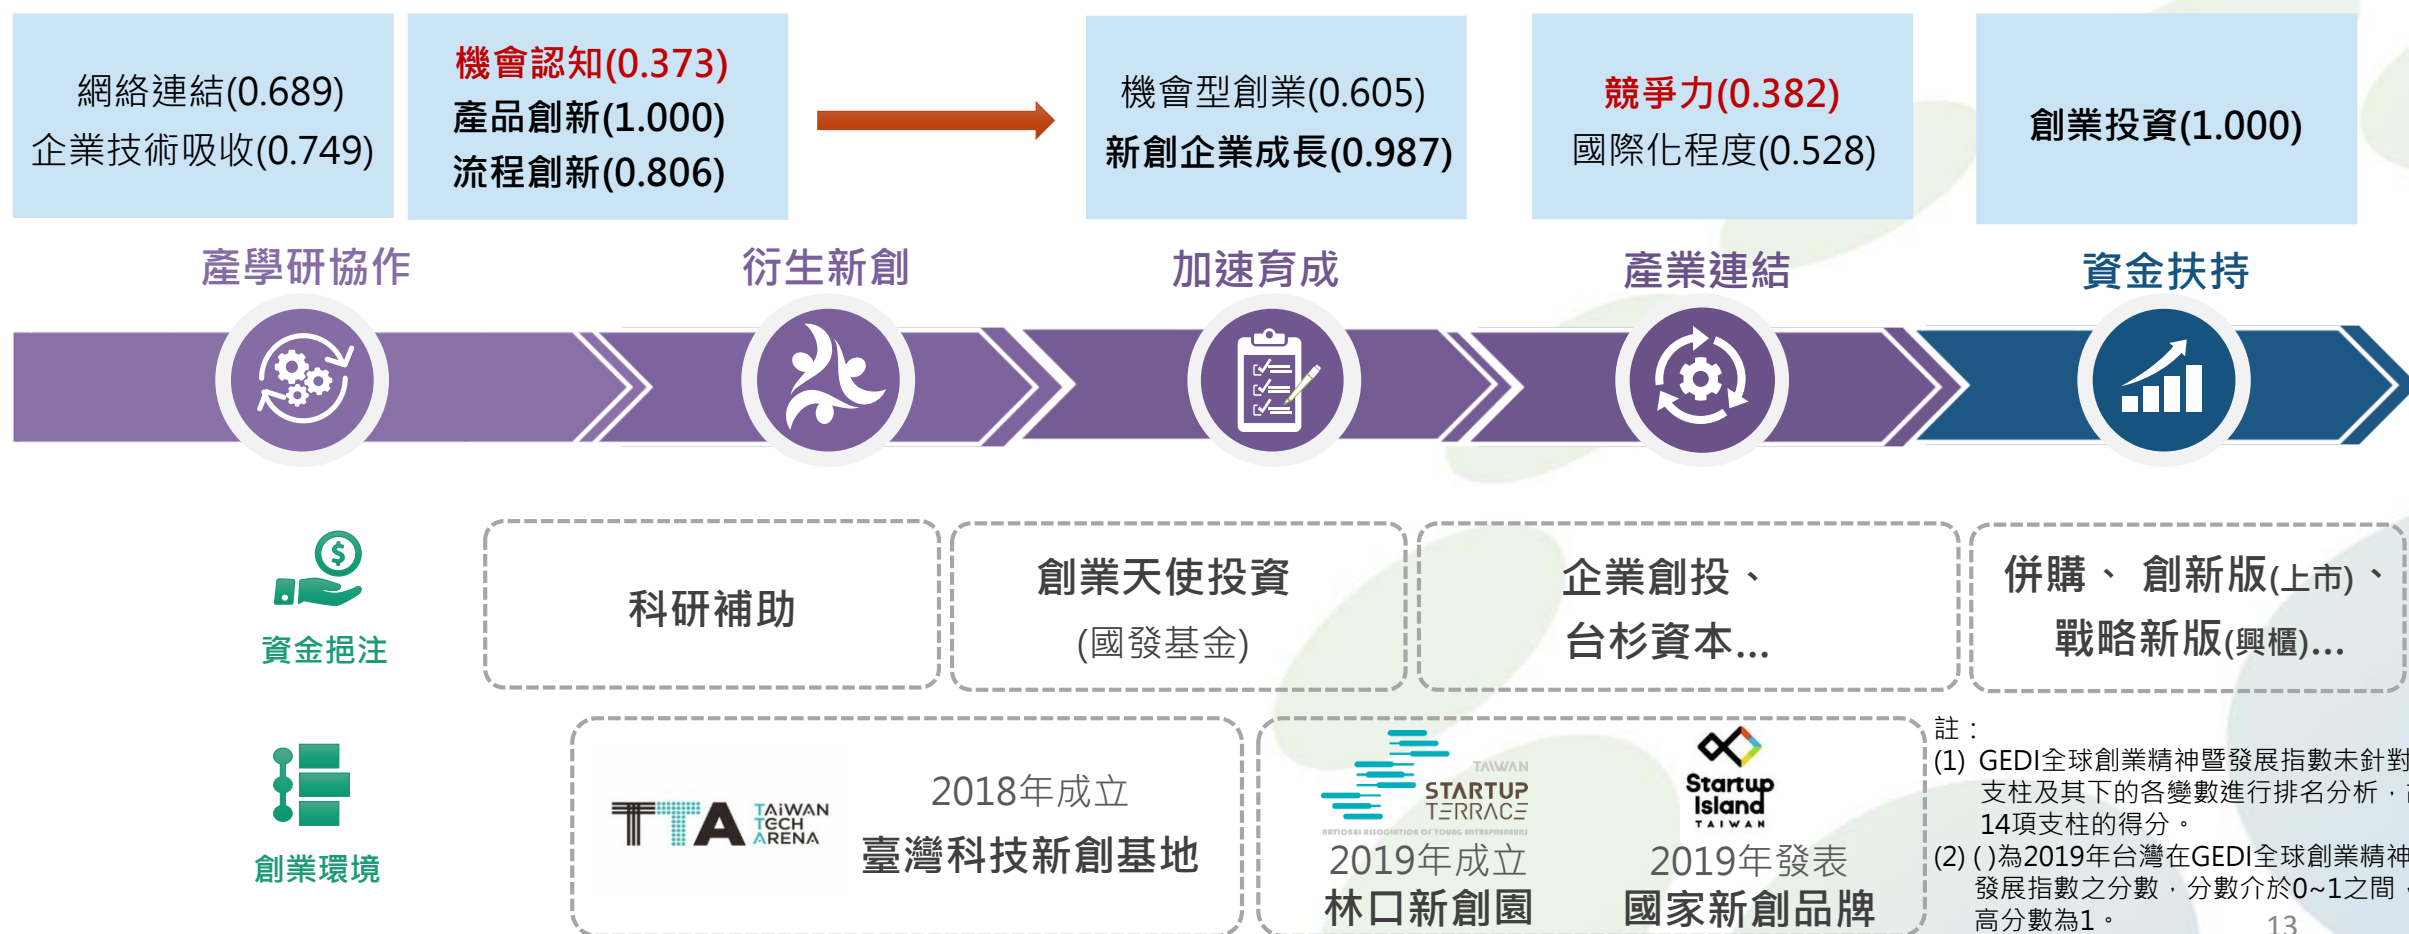 網絡連結(0.689)
企業技術吸收(0.749)
機會認知(0.373)
產品創新(1.000)
流程創新(0.806)
機會型創業(0.605)
新創企業成長(0.987)
競爭力(0.382)
國際化程度(0.528)
創業投資(1.000)
產學研協作
衍生新創
加速育成
產業連結
資金扶持
資金挹注
科研補助
創業天使投資
(國發基金)
企業創投、
台杉資本...
併購、 創新版(上市)、
戰略新版(興櫃)...
創業環境
TTA TAIWAN
TECH
ARENA
2018年成立
臺灣科技新創基地
TAIWAN
STARTUP
TERRACE
NATIONAL ASSOCIATION OF YOUNG ENTREPRENEURS
2019年成立
林口新創園
Startup
Island
TAIWAN
2019年發表
國家新創品牌
註：
(1) GEDI全球創業精神暨發展指數未針對
支柱及其下的各變數進行排名分析，
14項支柱的得分。
(2) ( )為2019年台灣在GEDI全球創業精神
發展指數之分數，分數介於0~1之間，
高分數為1。
13